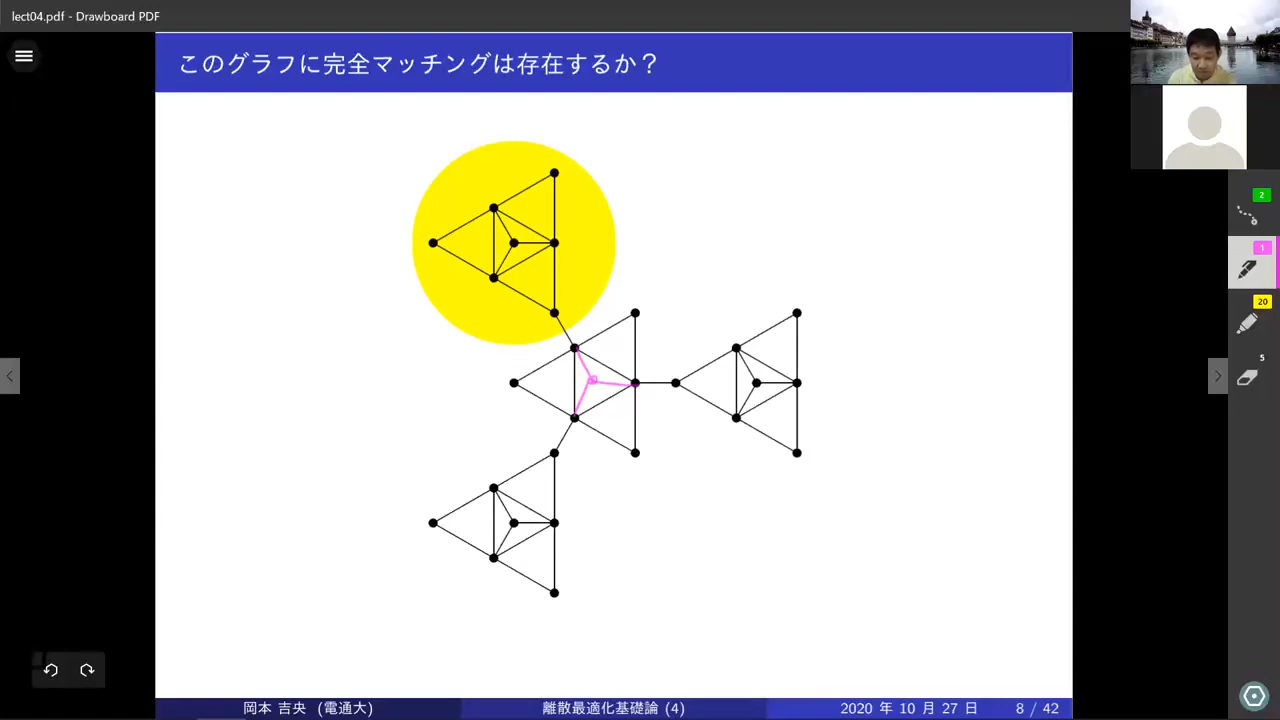 lect04.pdf - Drawboard PDF
このグラフに完全マッチングは存在するか？
2
1
20
5
岡本 吉央 (電通大)
離散最適化基礎論 (4)
2020 年 10 月 27 日
8 / 42